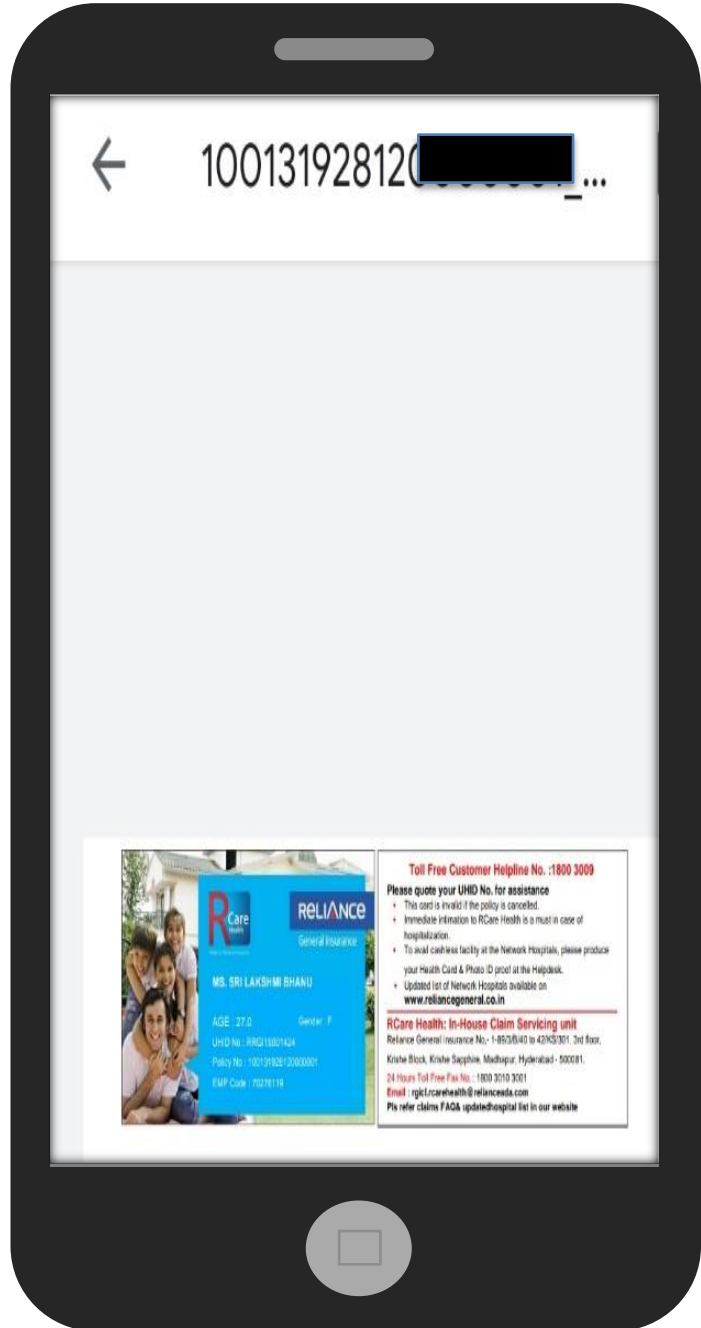 10013192812 _...
R Care
Health
RELIANCE
General Insurance
MS. SRI LAKSHMI BHANU
AGE : 27.0 Gender : F
UHID No : RRGI15001424
Policy No : 100131928120000001
EMP Code : 70276119
Toll Free Customer Helpline No. :1800 3009
Please quote your UHID No. for assistance
• This card is invalid if the policy is cancelled.
• Immediate intimation to RCare Health is a must in case of
hospitalization.
• To avail cashless facility at the Network Hospitals, please produce
your Health Card & Photo ID proof at the Helpdesk.
• Updated list of Network Hospitals available on
www.reliancegeneral.co.in
RCare Health: In-House Claim Servicing unit
Reliance General Insurance No,- 1-89/3/B/40 to 42/KS/301, 3rd floor,
Krishe Block, Krishe Sapphire, Madhapur, Hyderabad - 500081.
24 Hours Toll Free Fax No. : 1800 3010 3001
Email : rgicl.rcarehealth@relianceada.com
Pls refer claims FAQ& updatedhospital list in our website